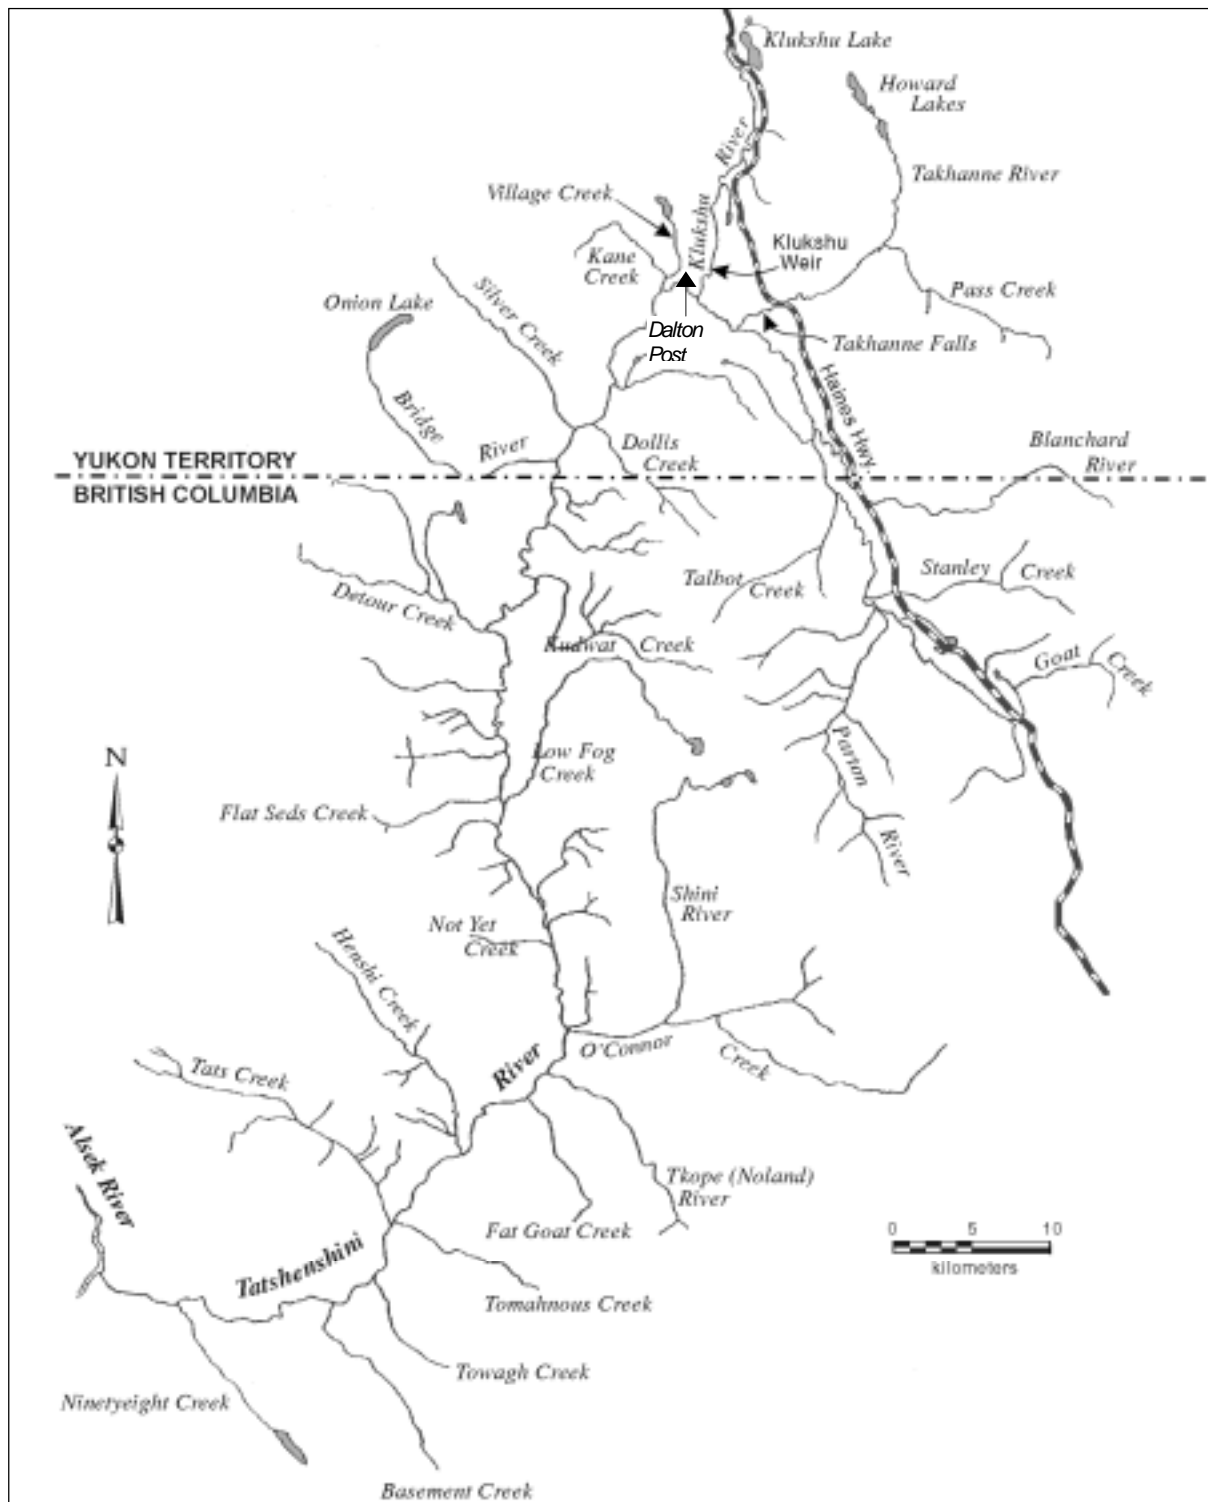 Klukshu Lake
Howard
Lakes
River
Takhanne River
Village Creek
Klukshu
Kane
Creek
Klukshu
Weir
Silver Creek
Pass Creek
Onion Lake
Dalton
Post
Takhanne Falls
Haines Hwy.
Bridge
River
Dollis
Creek
Blanchard
River
YUKON TERRITORY
BRITISH COLUMBIA
Stanley
Creek
Talbot
Creek
Detour Creek
Kudwat Creek
Goat
Creek
N
Low Fog
Creek
Parton
River
Flat Seds Creek
Shini
River
Not Yet
Creek
Henshi Creek
O'Connor
Creek
River
Tats Creek
Alsek River
Tkope (Noland)
River
Fat Goat Creek
0 5 10
kilometers
Tatshenshini
Tomahnous Creek
Towagh Creek
Ninetyeight Creek
Basement Creek